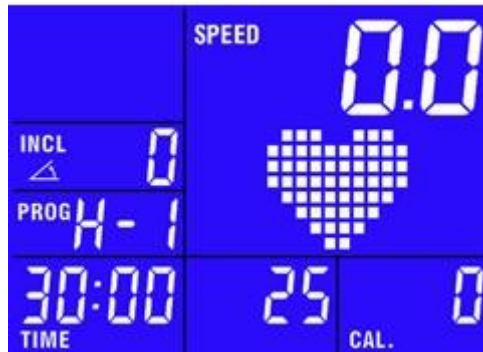 SPEED 0.0
INCL 0
PROG H-1
30:00 25 0
TIME CAL.